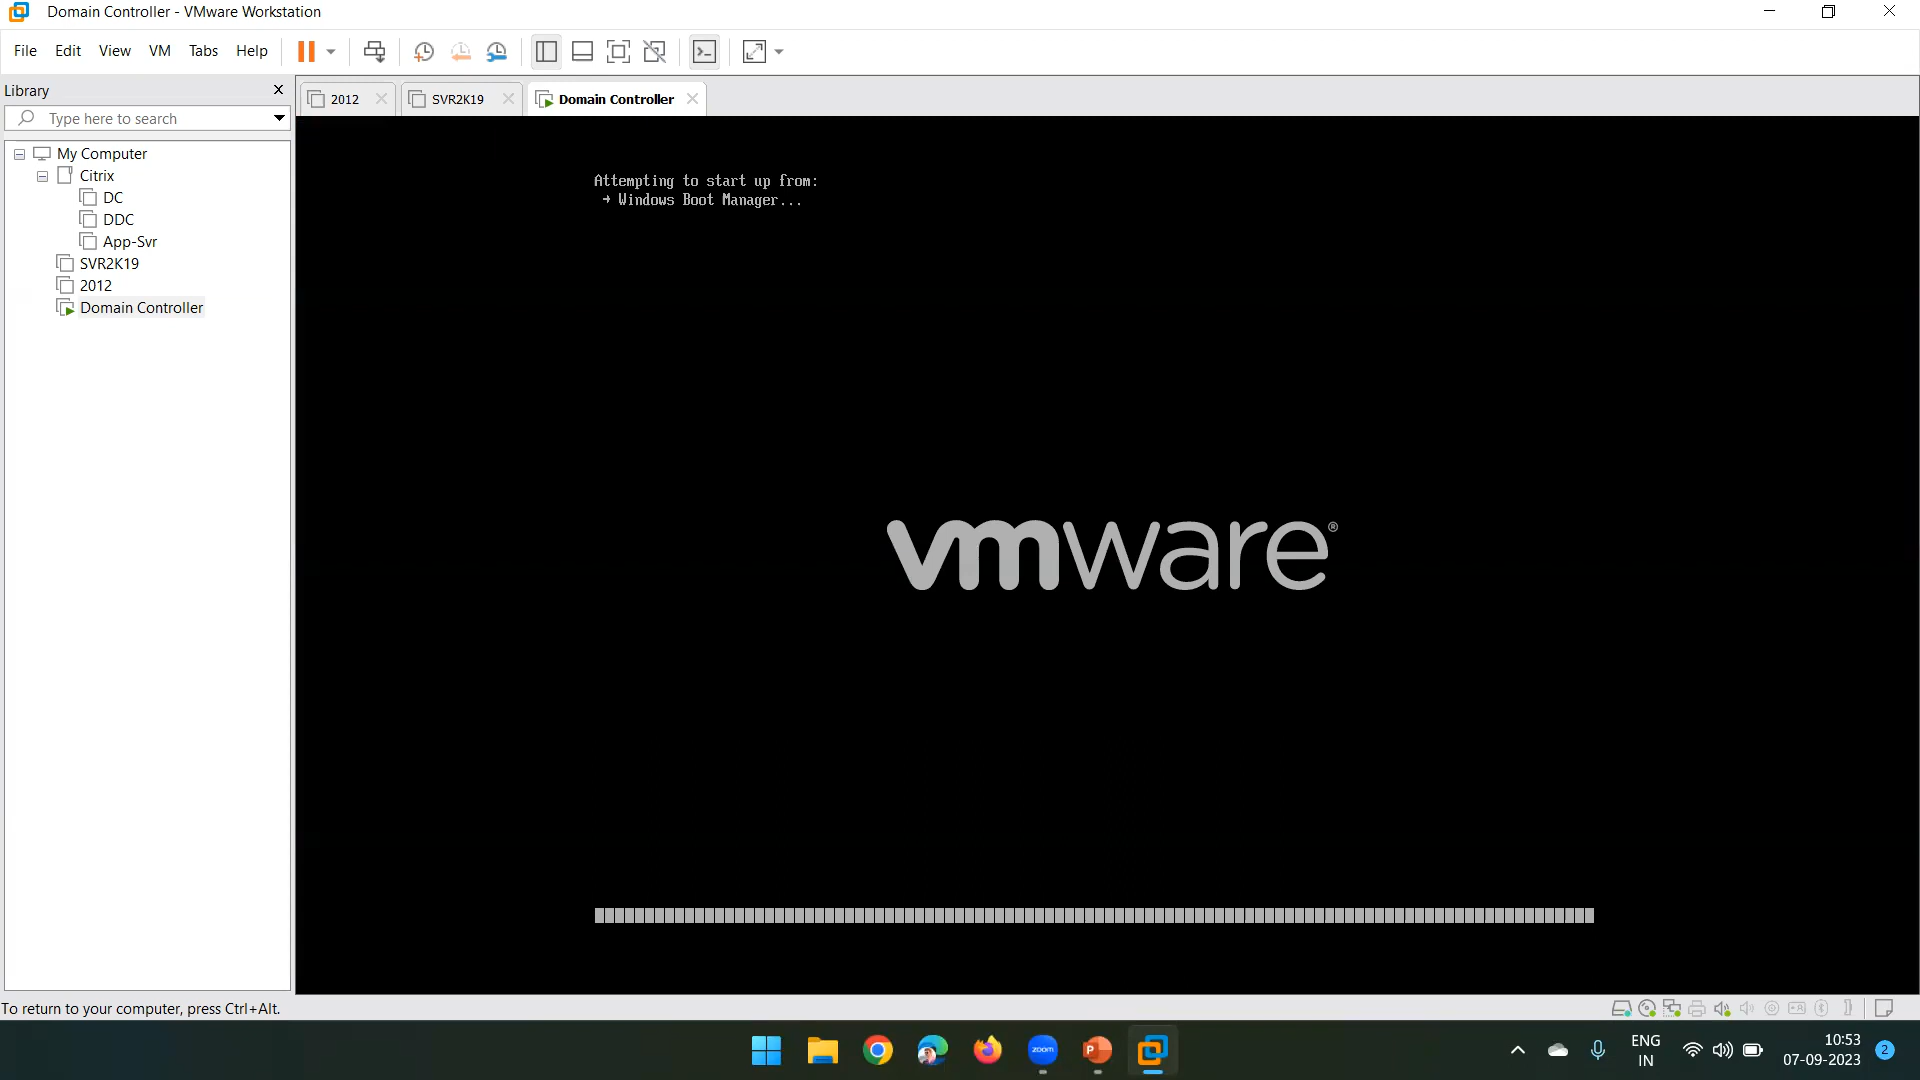 Domain Controller - VMware Workstation
File Edit View VM Tabs Help
Library
Type here to search
My Computer
Citrix
DC
DDC
App-Svr
SVR2K19
2012
Domain Controller
2012 SVR2K19 Domain Controller
Attempting to start up from:
➔ Windows Boot Manager...
vmware®
To return to your computer, press Ctrl+Alt.
zoom
P
ENG
IN
10:53
07-09-2023
2